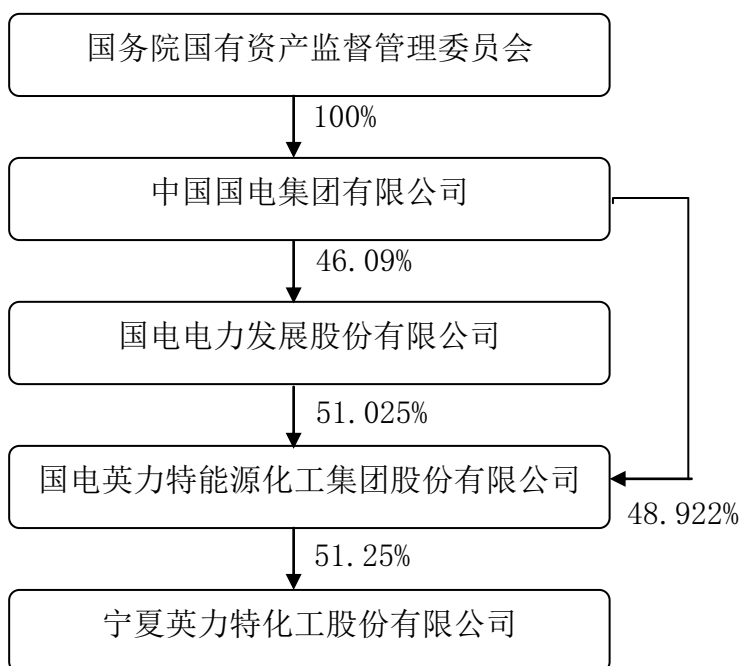 国务院国有资产监督管理委员会
100%
中国国电集团有限公司
46.09%
国电电力发展股份有限公司
51.025%
国电英力特能源化工集团股份有限公司
48.922%
51.25%
宁夏英力特化工股份有限公司